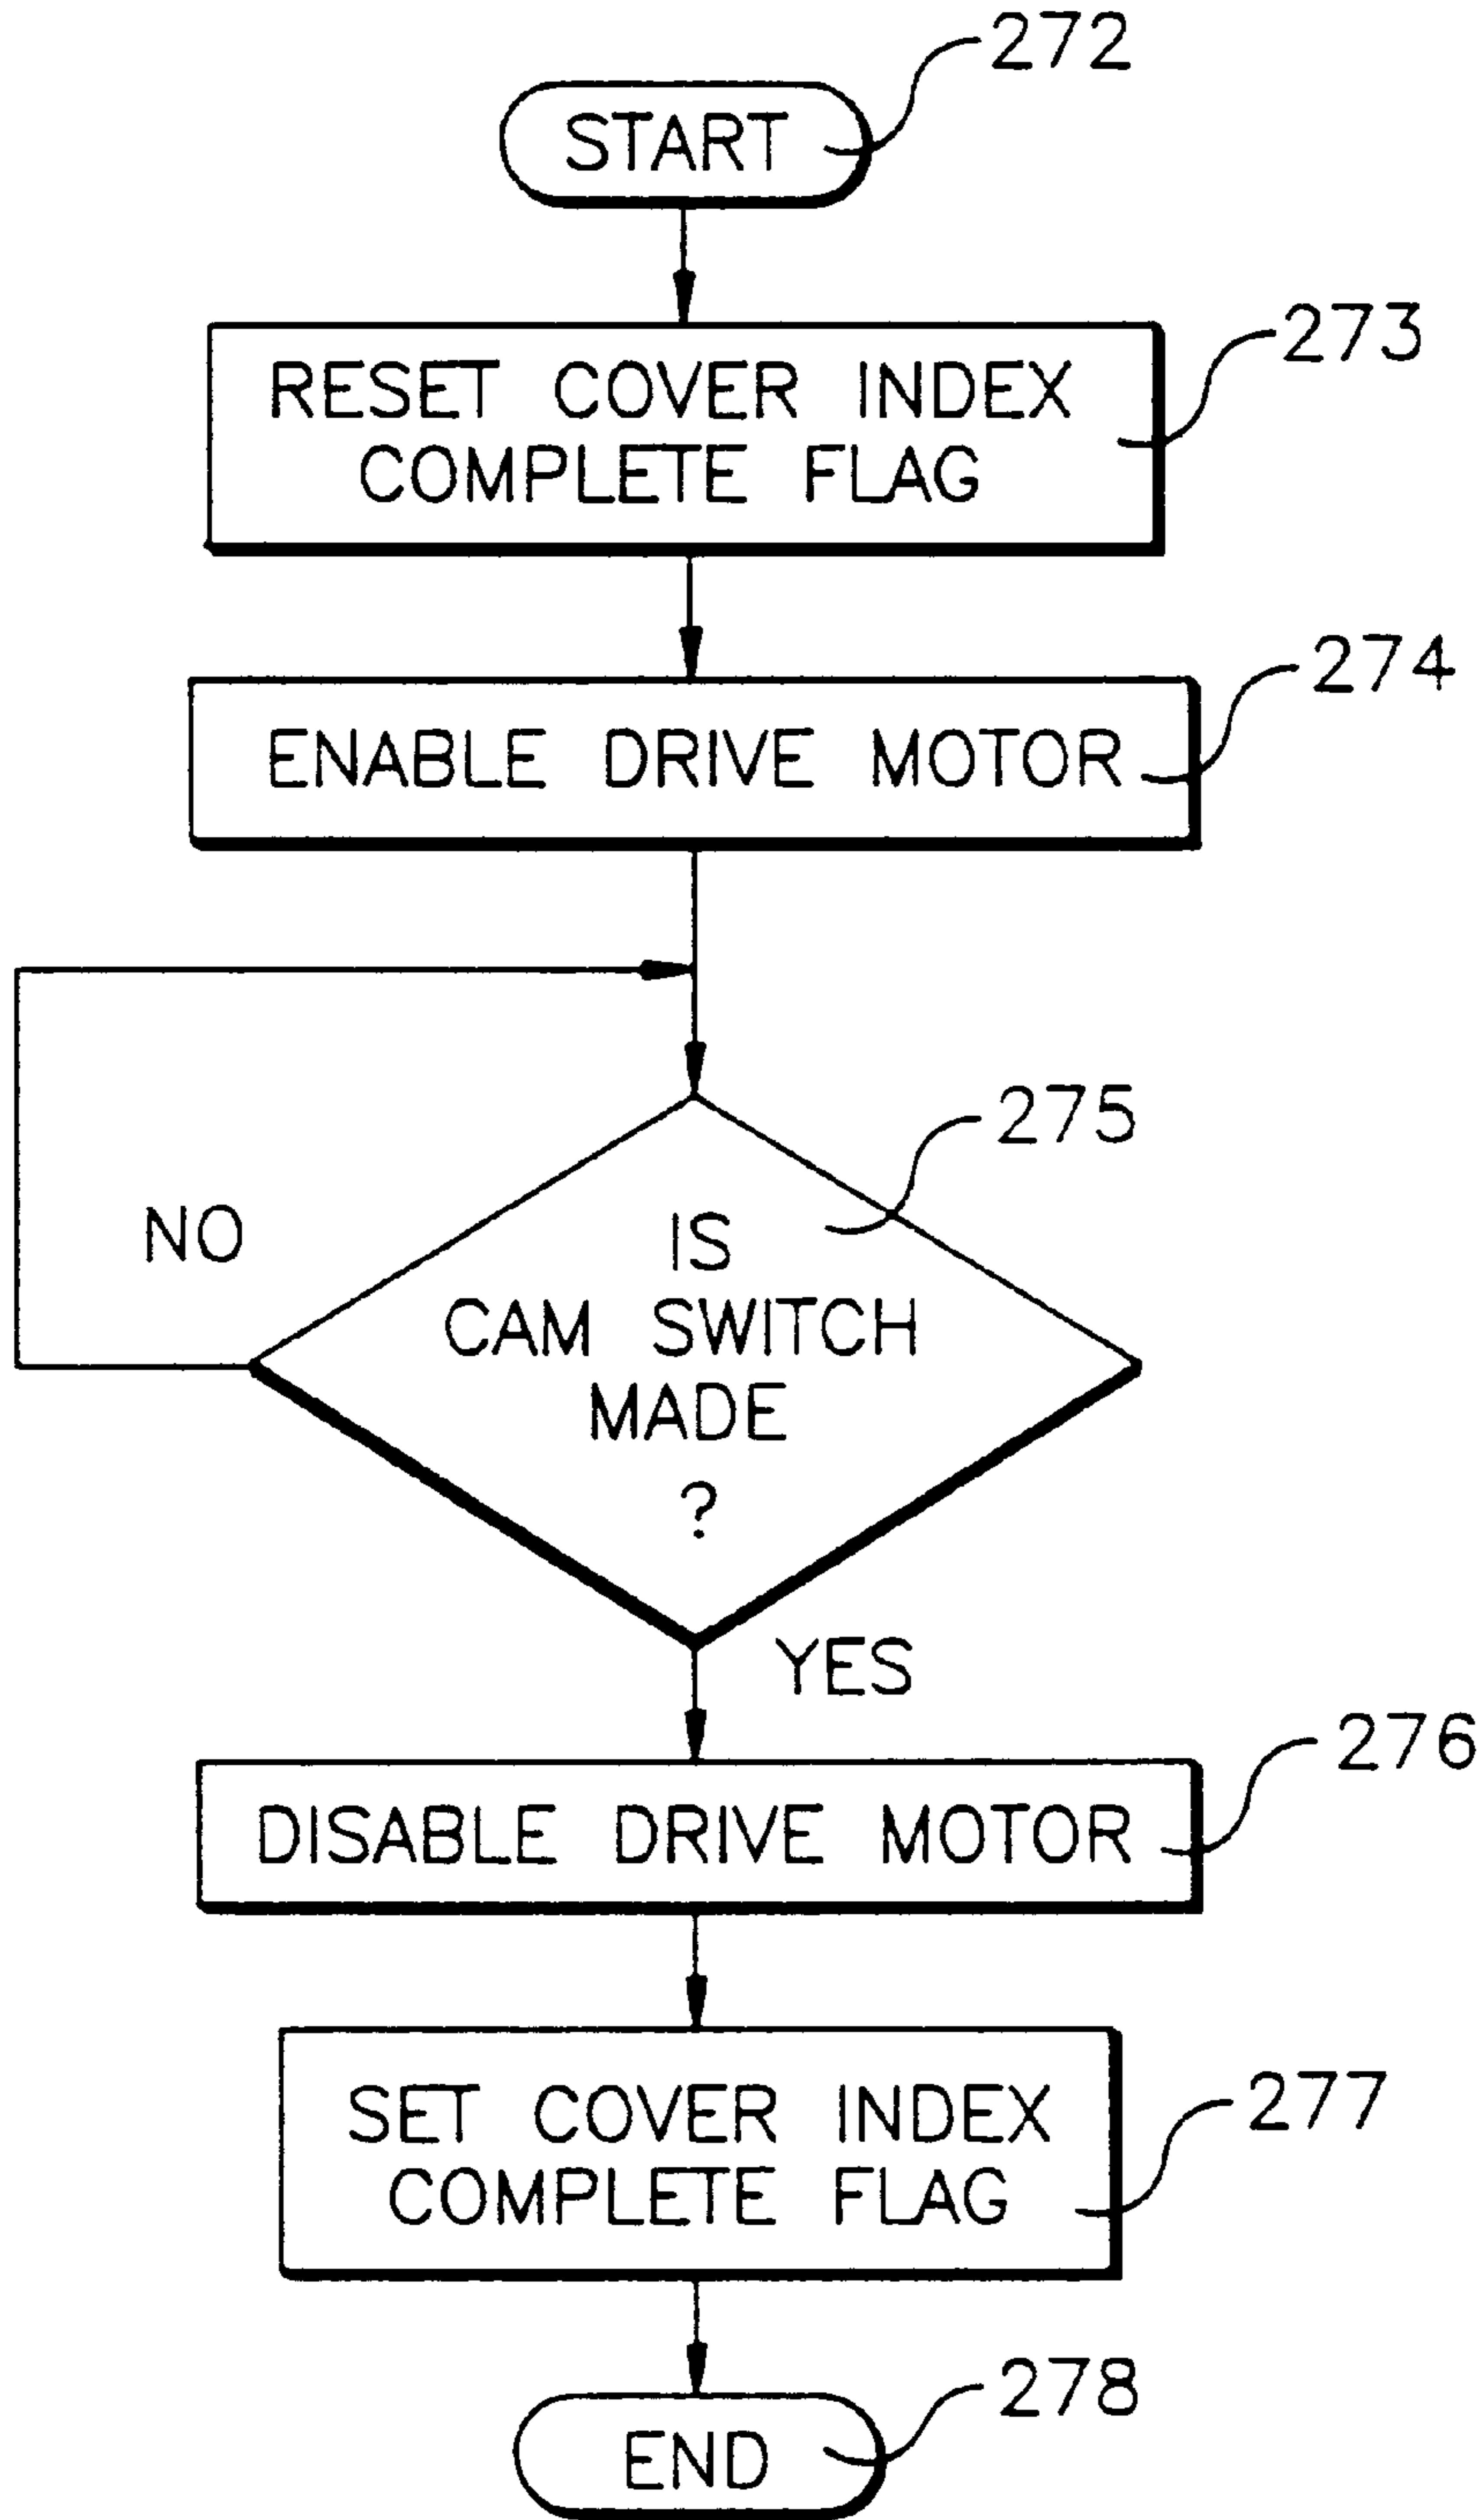 272
START
273
RESET COVER INDEX
COMPLETE FLAG
274
ENABLE DRIVE MOTOR
275
NO
IS
CAM SWITCH
MADE
?
YES
276
DISABLE DRIVE MOTOR
277
SET COVER INDEX
COMPLETE FLAG
278
END